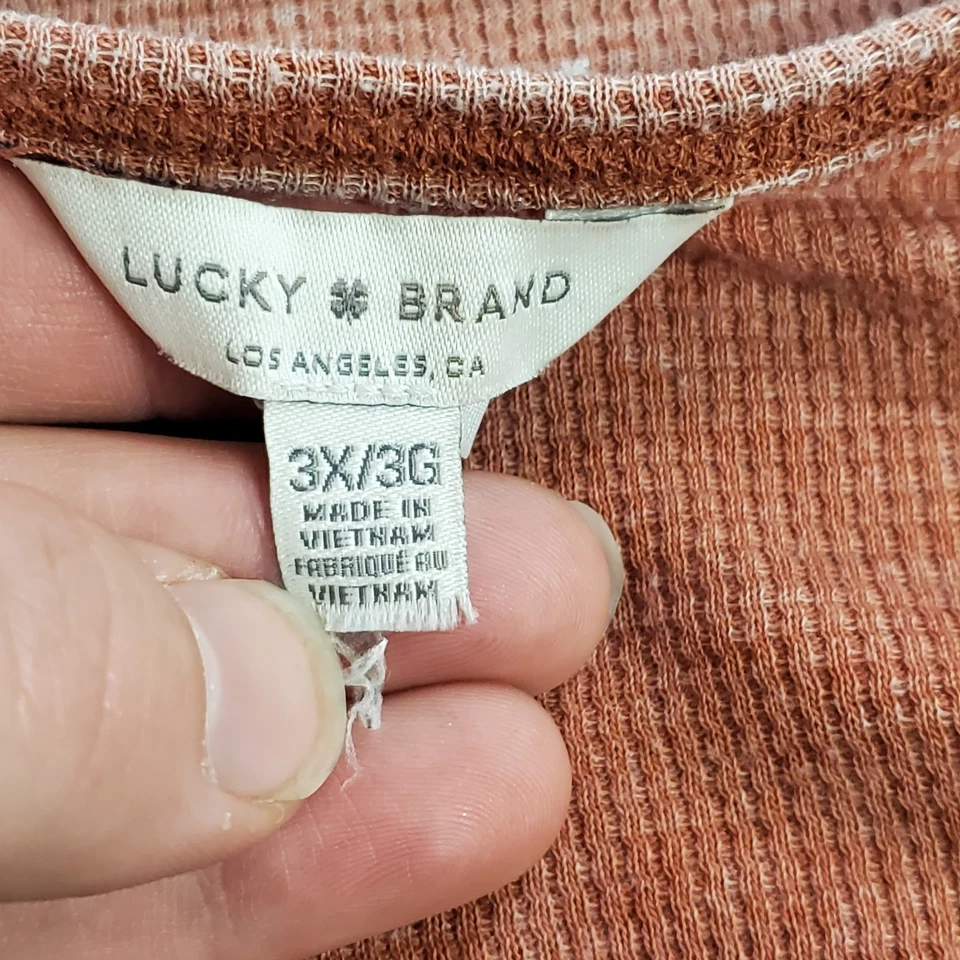 LUCKY BRAND
LOS ANGELES, CA
3X/3G
MADE IN
VIETNAM
FABRIQUÉ AU
VIETNAM